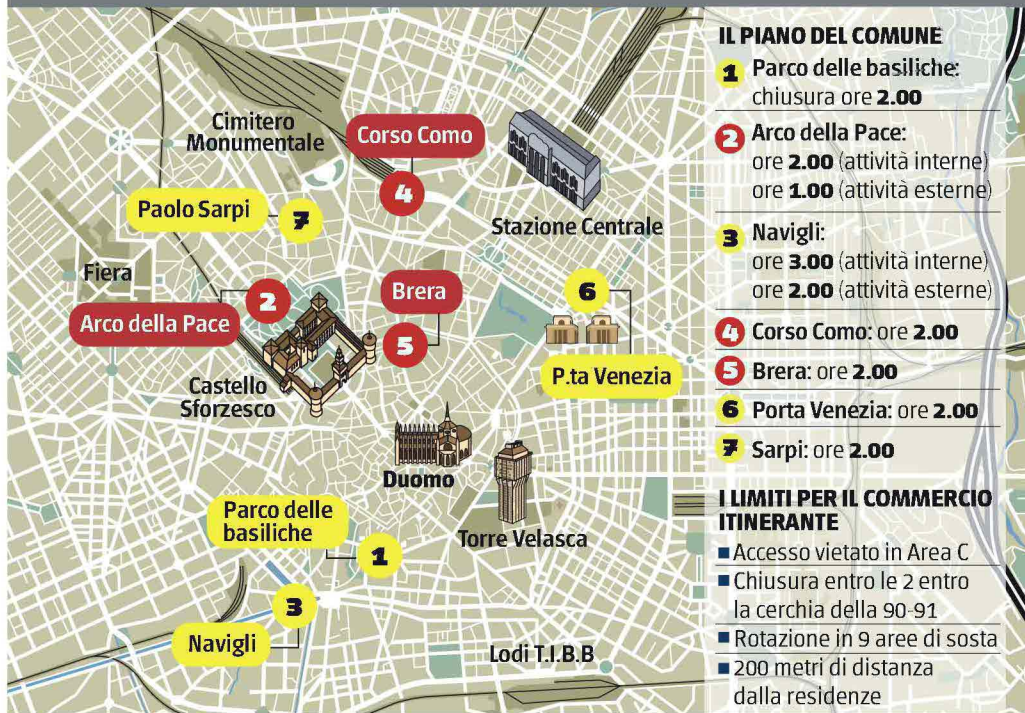 Cimitero
Monumentale
Corso Como
4
Paolo Sarpi
7
Stazione Centrale
Fiera
2
Arco della Pace
Brera
5
6
P.ta Venezia
Castello
Sforzesco
Duomo
Torre Velasca
Parco delle
basiliche
1
3
Navigli
Lodi T.I.B.B
IL PIANO DEL COMUNE
1 Parco delle basiliche:
chiusura ore 2.00
2 Arco della Pace:
ore 2.00 (attività interne)
ore 1.00 (attività esterne)
3 Navigli:
ore 3.00 (attività interne)
ore 2.00 (attività esterne)
4 Corso Como: ore 2.00
5 Brera: ore 2.00
6 Porta Venezia: ore 2.00
7 Sarpi: ore 2.00
I LIMITI PER IL COMMERCIO
ITINERANTE
■ Accesso vietato in Area C
■ Chiusura entro le 2 entro
la cerchia della 90-91
■ Rotazione in 9 aree di sosta
■ 200 metri di distanza
dalla residenze